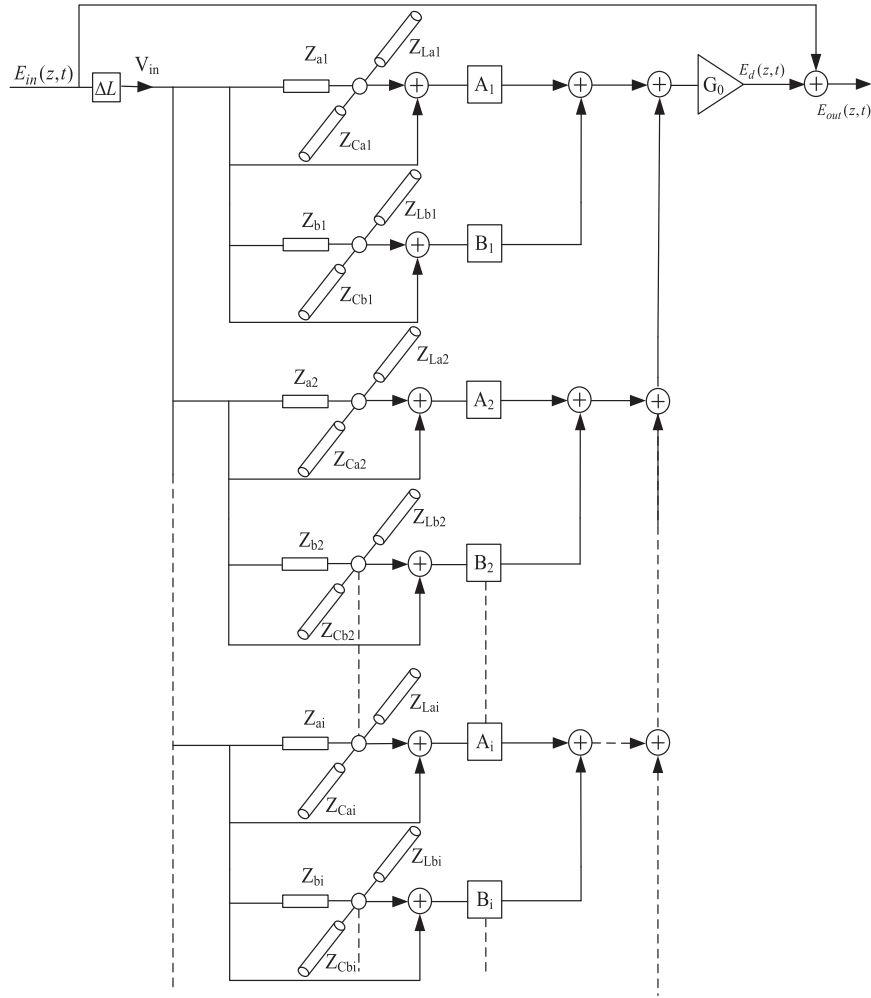 E_in(z,t)
ΔL
V_in
Z_a1
Z_La1
Z_Ca1
+
A_1
+
+
G_0
E_d(z,t)
+
E_out(z,t)
Z_b1
Z_Lb1
Z_Cb1
+
B_1
Z_a2
Z_La2
Z_Ca2
+
A_2
+
+
Z_b2
Z_Lb2
Z_Cb2
+
B_2
Z_ai
Z_Lai
Z_Cai
+
A_i
+
+
Z_bi
Z_Lbi
Z_Cbi
+
B_i